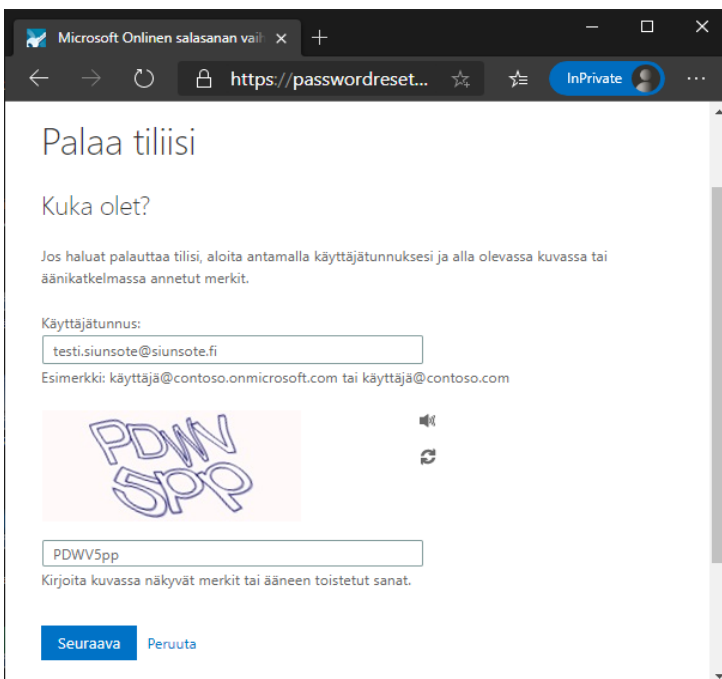 Microsoft Onlinen salasanan vaih
https://passwordreset...
InPrivate
Palaa tiliisi
Kuka olet?
Jos haluat palauttaa tilisi, aloita antamalla käyttäjätunnuksesi ja alla olevassa kuvassa tai
äänikatkelmassa annetut merkit.
Käyttäjätunnus:
testi.siunsote@siunsote.fi
Esimerkki: käyttäjä@contoso.onmicrosoft.com tai käyttäjä@contoso.com
PDWV
5pp
PDWV5pp
Kirjoita kuvassa näkyvät merkit tai ääneen toistetut sanat.
Seuraava Peruuta